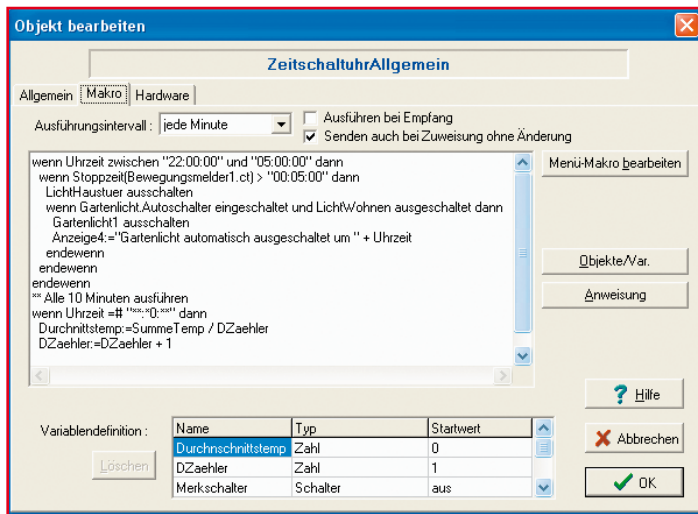 Objekt bearbeiten
ZeitschaltuhrAllgemein
Allgemein Makro Hardware
Ausführungsintervall : jede Minute
Ausführen bei Empfang
Senden auch bei Zuweisung ohne Änderung
wenn Uhrzeit zwischen "22:00:00" und "05:00:00" dann
wenn Stoppzeit(Bewegungsmelder1.ct) > "00:05:00" dann
LichtHaustuer ausschalten
wenn Gartenlicht.Autoschalter eingeschaltet und LichtWohnen ausgeschaltet dann
Gartenlicht1 ausschalten
Anzeige4:="Gartenlicht automatisch ausgeschaltet um " + Uhrzeit
endewenn
endewenn
endewenn
** Alle 10 Minuten ausführen
wenn Uhrzeit =# "**:*0:**" dann
Durchnittstemp:=SummeTemp / DZaehler
DZaehler:=DZaehler + 1
Menü-Makro bearbeiten
Objekte/Var.
Anweisung
Hilfe
Abbrechen
OK
Variablendefinition :
Löschen
Name Typ Startwert
Durchnschnittstemp Zahl 0
DZaehler Zahl 1
Merkschalter Schalter aus